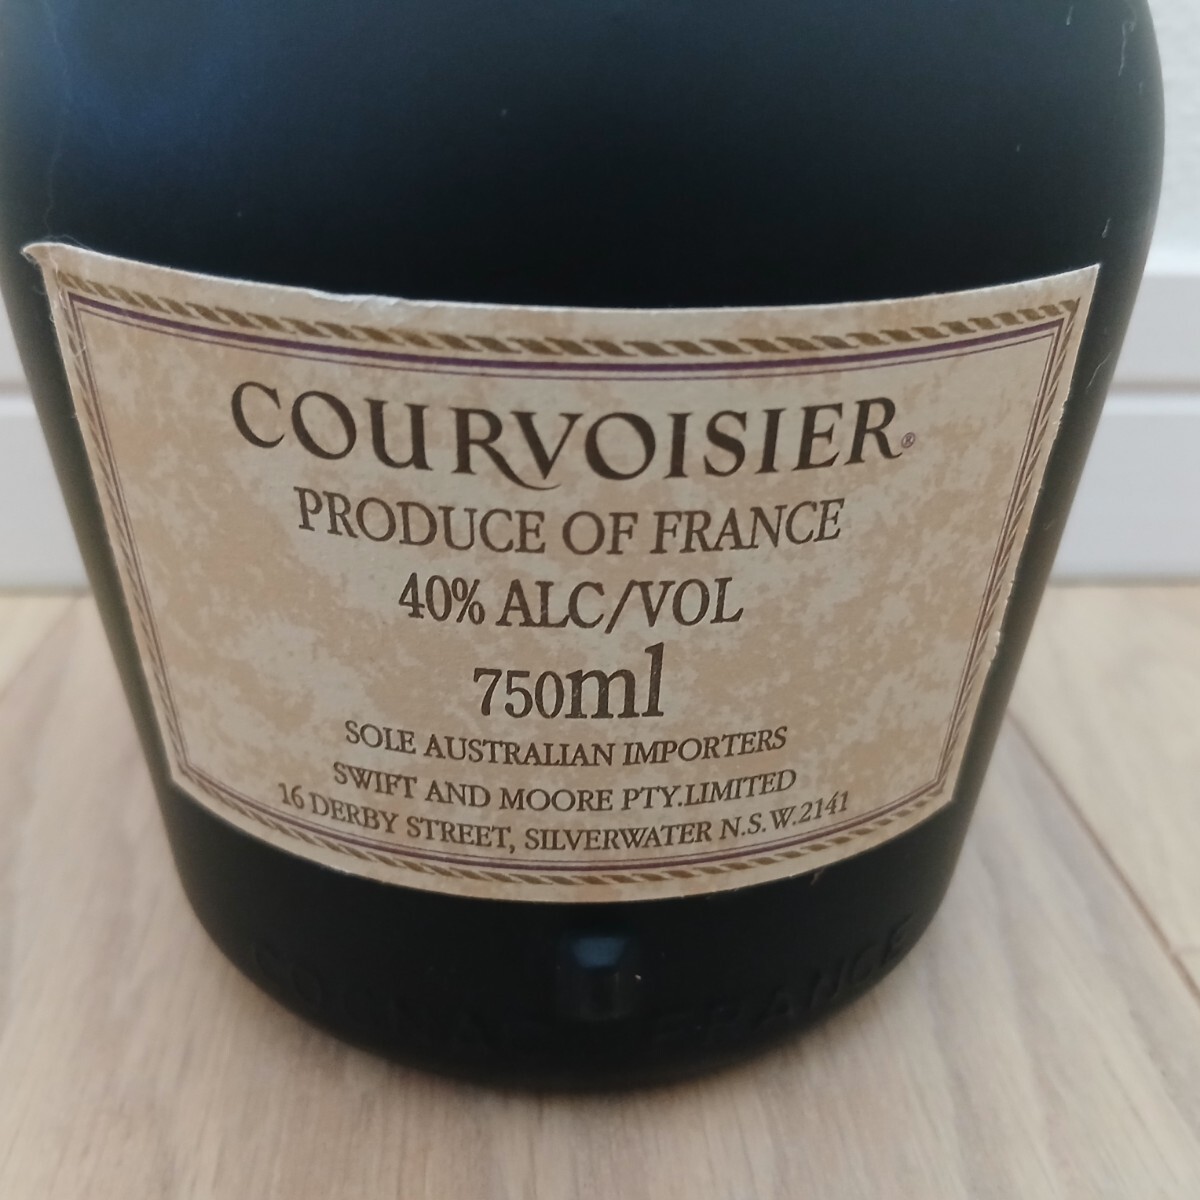 COURVOISIER®
PRODUCE OF FRANCE
40% ALC/VOL
750ml
SOLE AUSTRALIAN IMPORTERS
SWIFT AND MOORE PTY.LIMITED
16 DERBY STREET, SILVERWATER N.S.W.2141
FRANCE